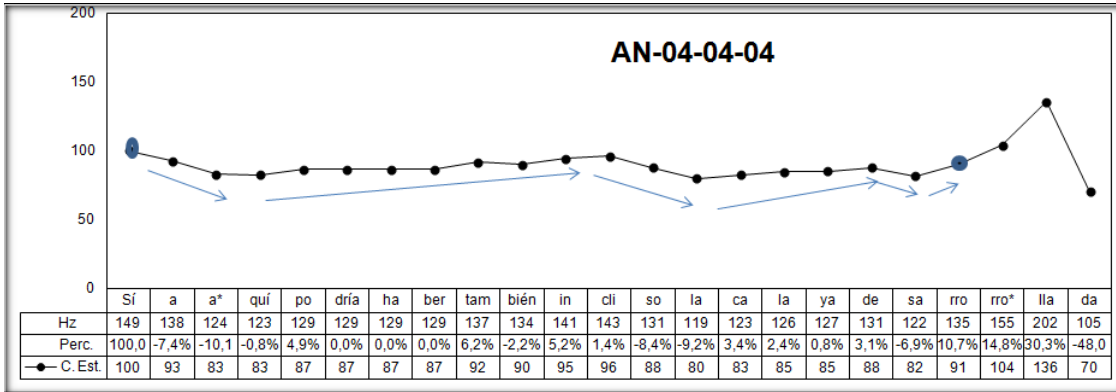 200
AN-04-04-04
150
100
50
0
Sí a a* quí po dría ha ber tam bién in cli so la ca la ya de sa rro rro* lla da
Hz 149 138 124 123 129 129 129 129 137 134 141 143 131 119 123 126 127 131 122 135 155 202 105
Perc. 100,0 -7,4% -10,1 -0,8% 4,9% 0,0% 0,0% 0,0% 6,2% -2,2% 5,2% 1,4% -8,4% -9,2% 3,4% 2,4% 0,8% 3,1% -6,9% 10,7% 14,8% 30,3% -48,0
C. Est. 100 93 83 83 87 87 87 87 92 90 95 96 88 80 83 85 85 88 82 91 104 136 70